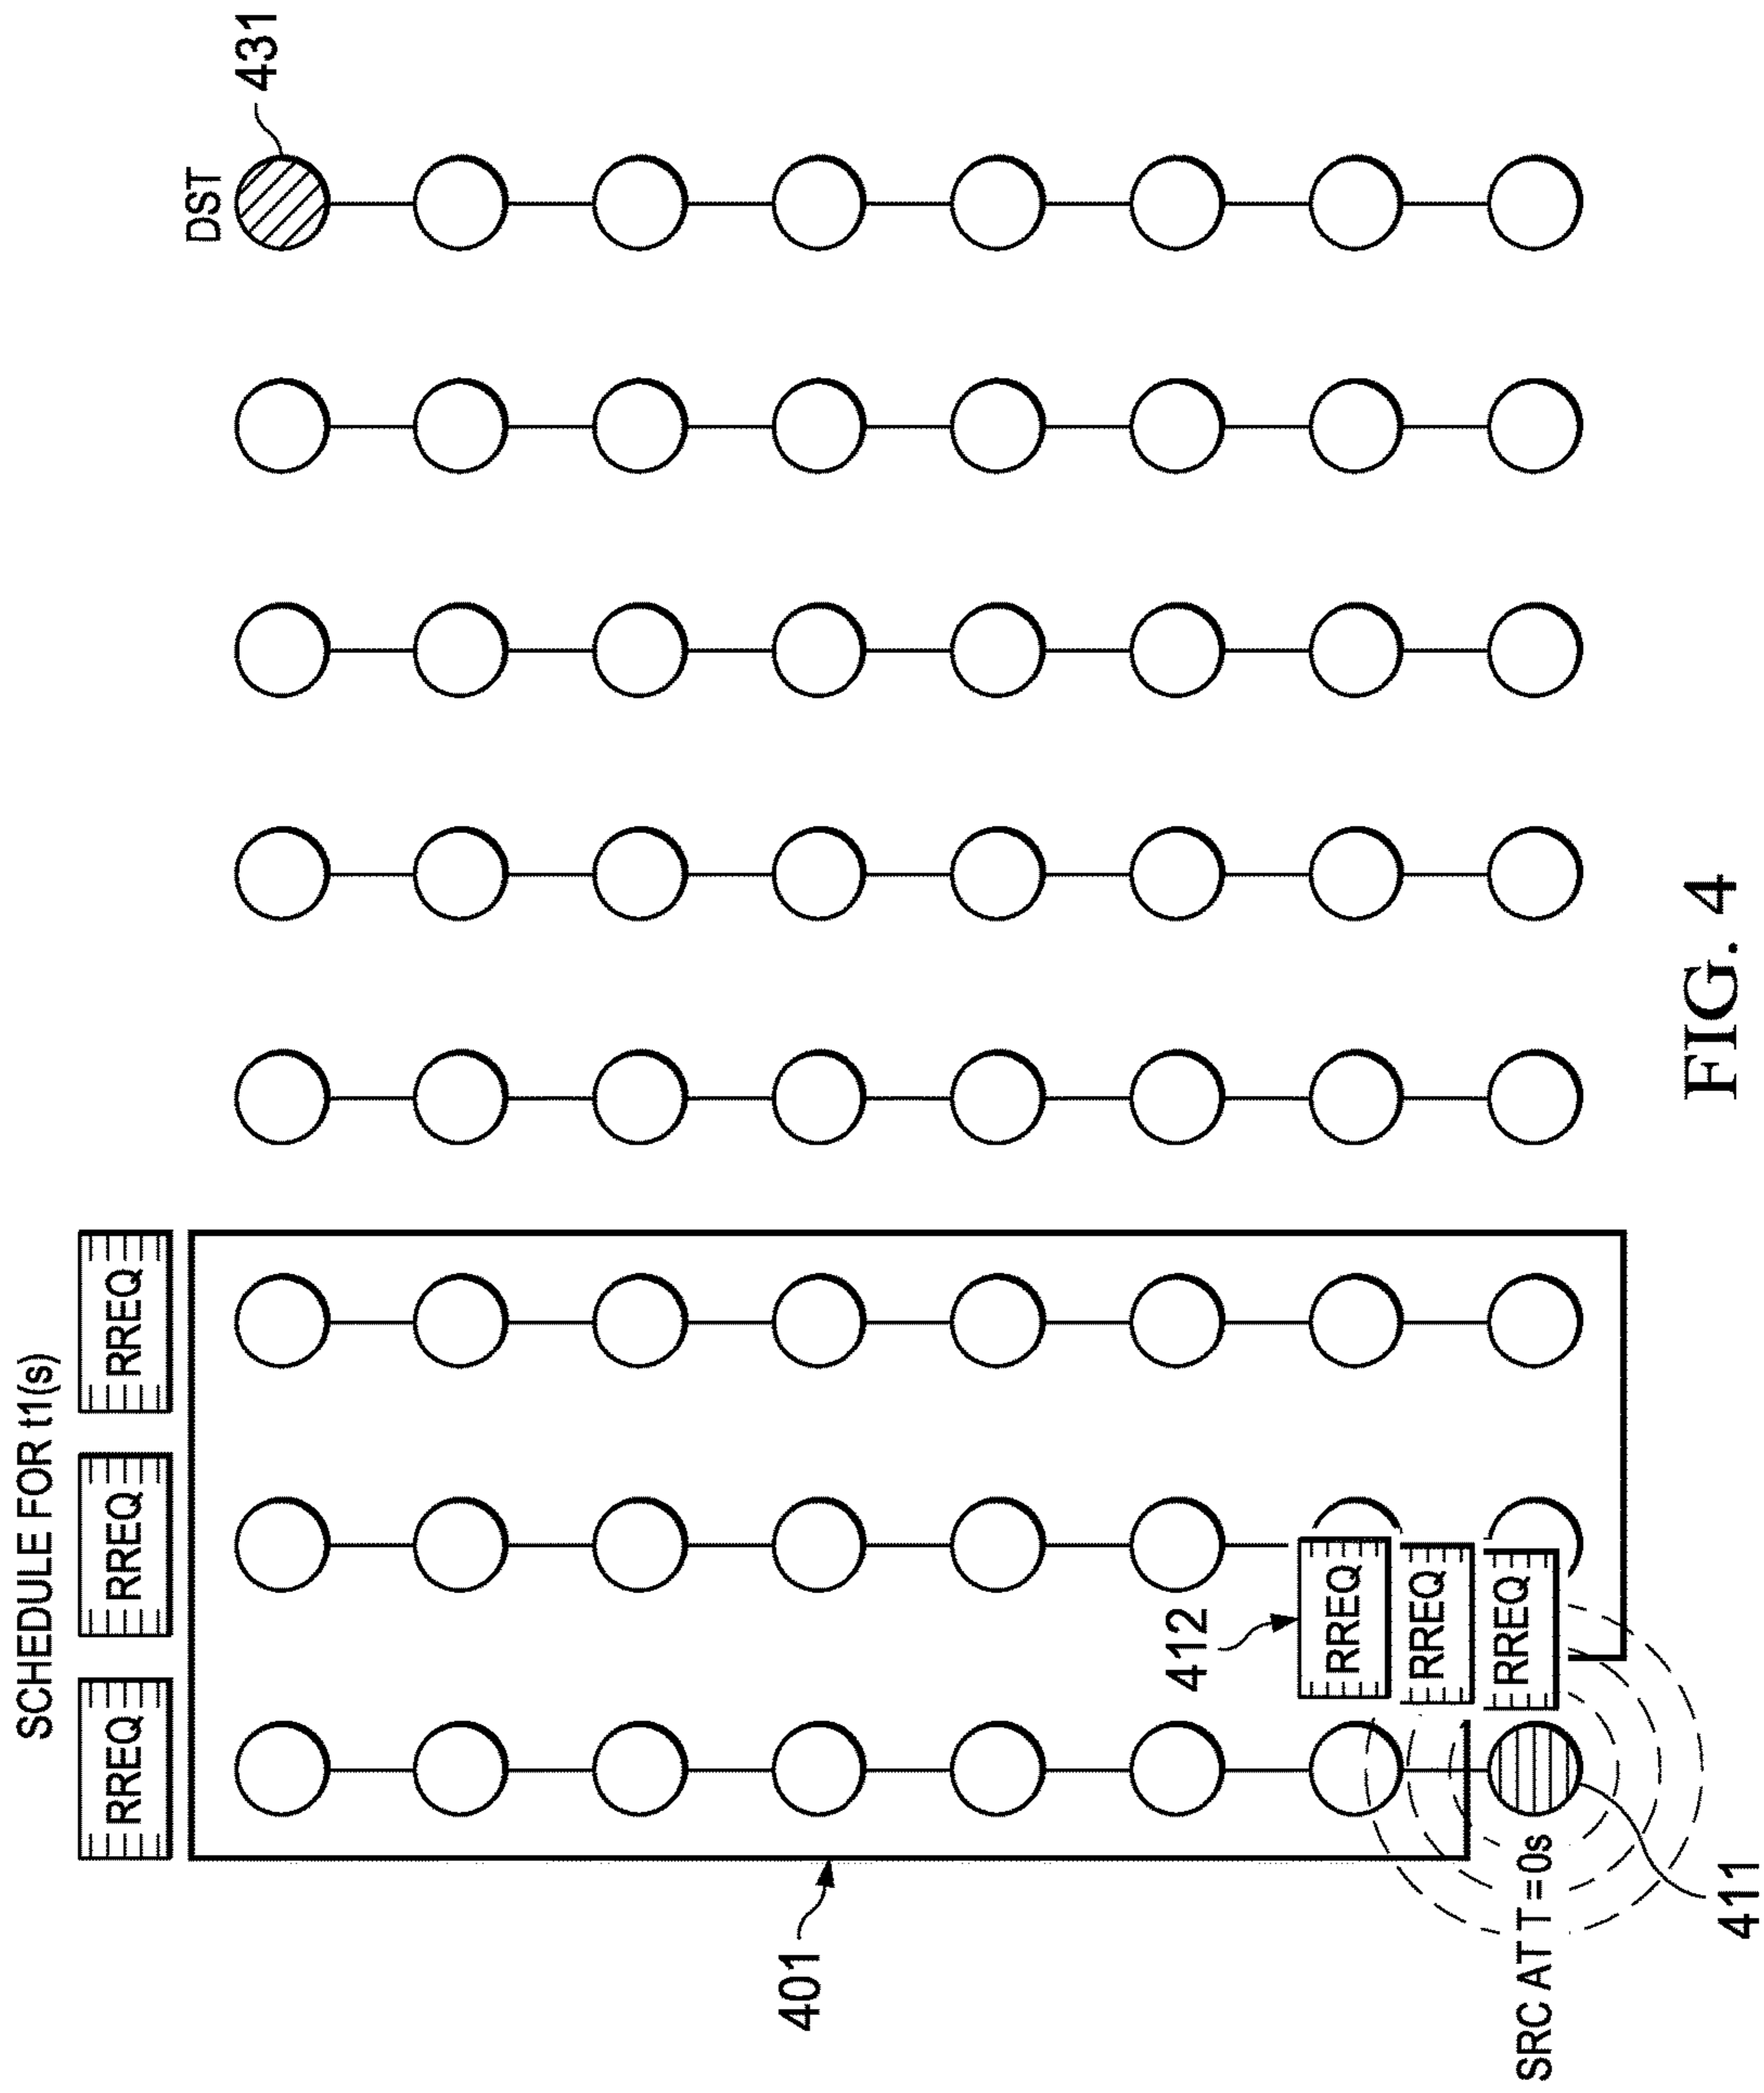 SCHEDULE FOR t1(s)
RREQ RREQ RREQ
DST
431
401
412
RREQ
RREQ
RREQ
SRC AT T = 0s
411
FIG. 4